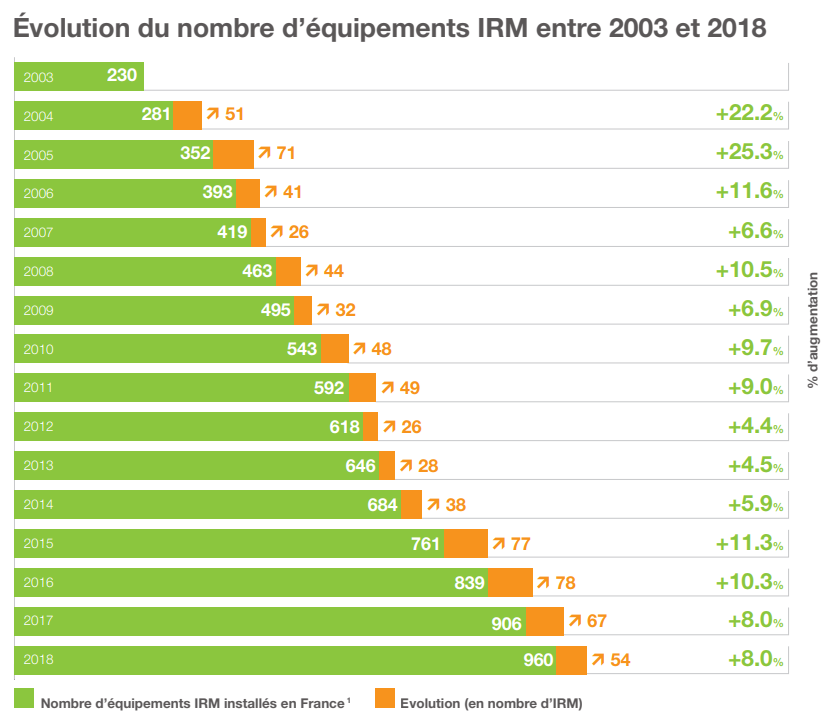 Évolution du nombre d’équipements IRM entre 2003 et 2018
2003 230
2004 281 51 +22.2%
2005 352 71 +25.3%
2006 393 41 +11.6%
2007 419 26 +6.6%
2008 463 44 +10.5%
2009 495 32 +6.9%
2010 543 48 +9.7%
2011 592 49 +9.0%
2012 618 26 +4.4%
2013 646 28 +4.5%
2014 684 38 +5.9%
2015 761 77 +11.3%
2016 839 78 +10.3%
2017 906 67 +8.0%
2018 960 54 +8.0%
% d’augmentation
Nombre d’équipements IRM installés en France ¹ Evolution (en nombre d’IRM)